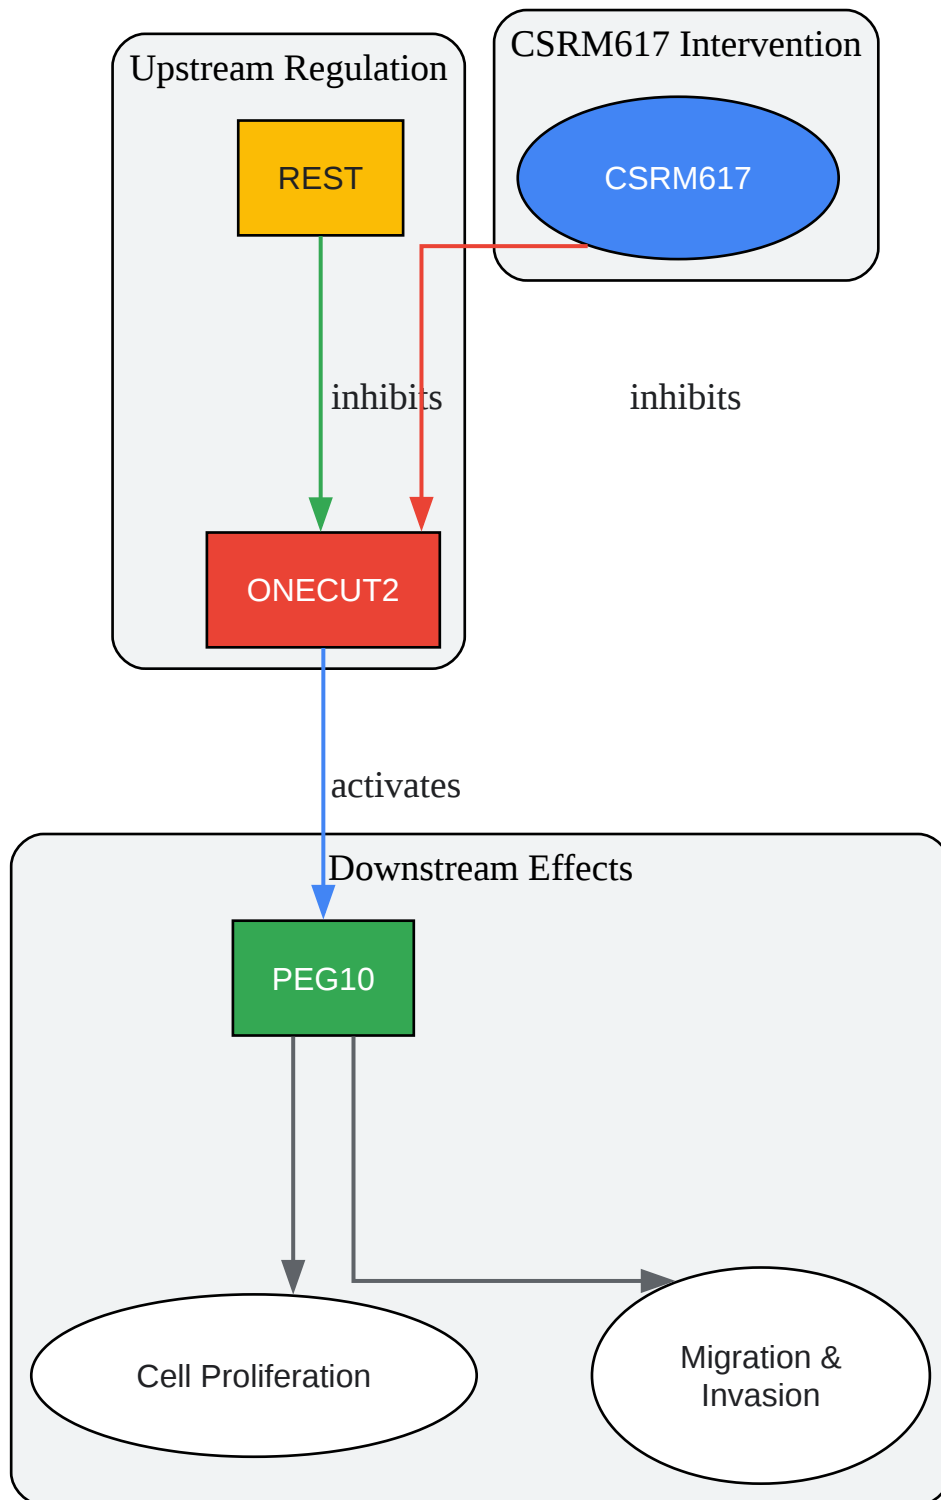 CSRM617 Intervention
Upstream Regulation
REST
CSRM617
inhibits
inhibits
ONECUT2
activates
Downstream Effects
PEG10
Cell Proliferation
Migration &
Invasion